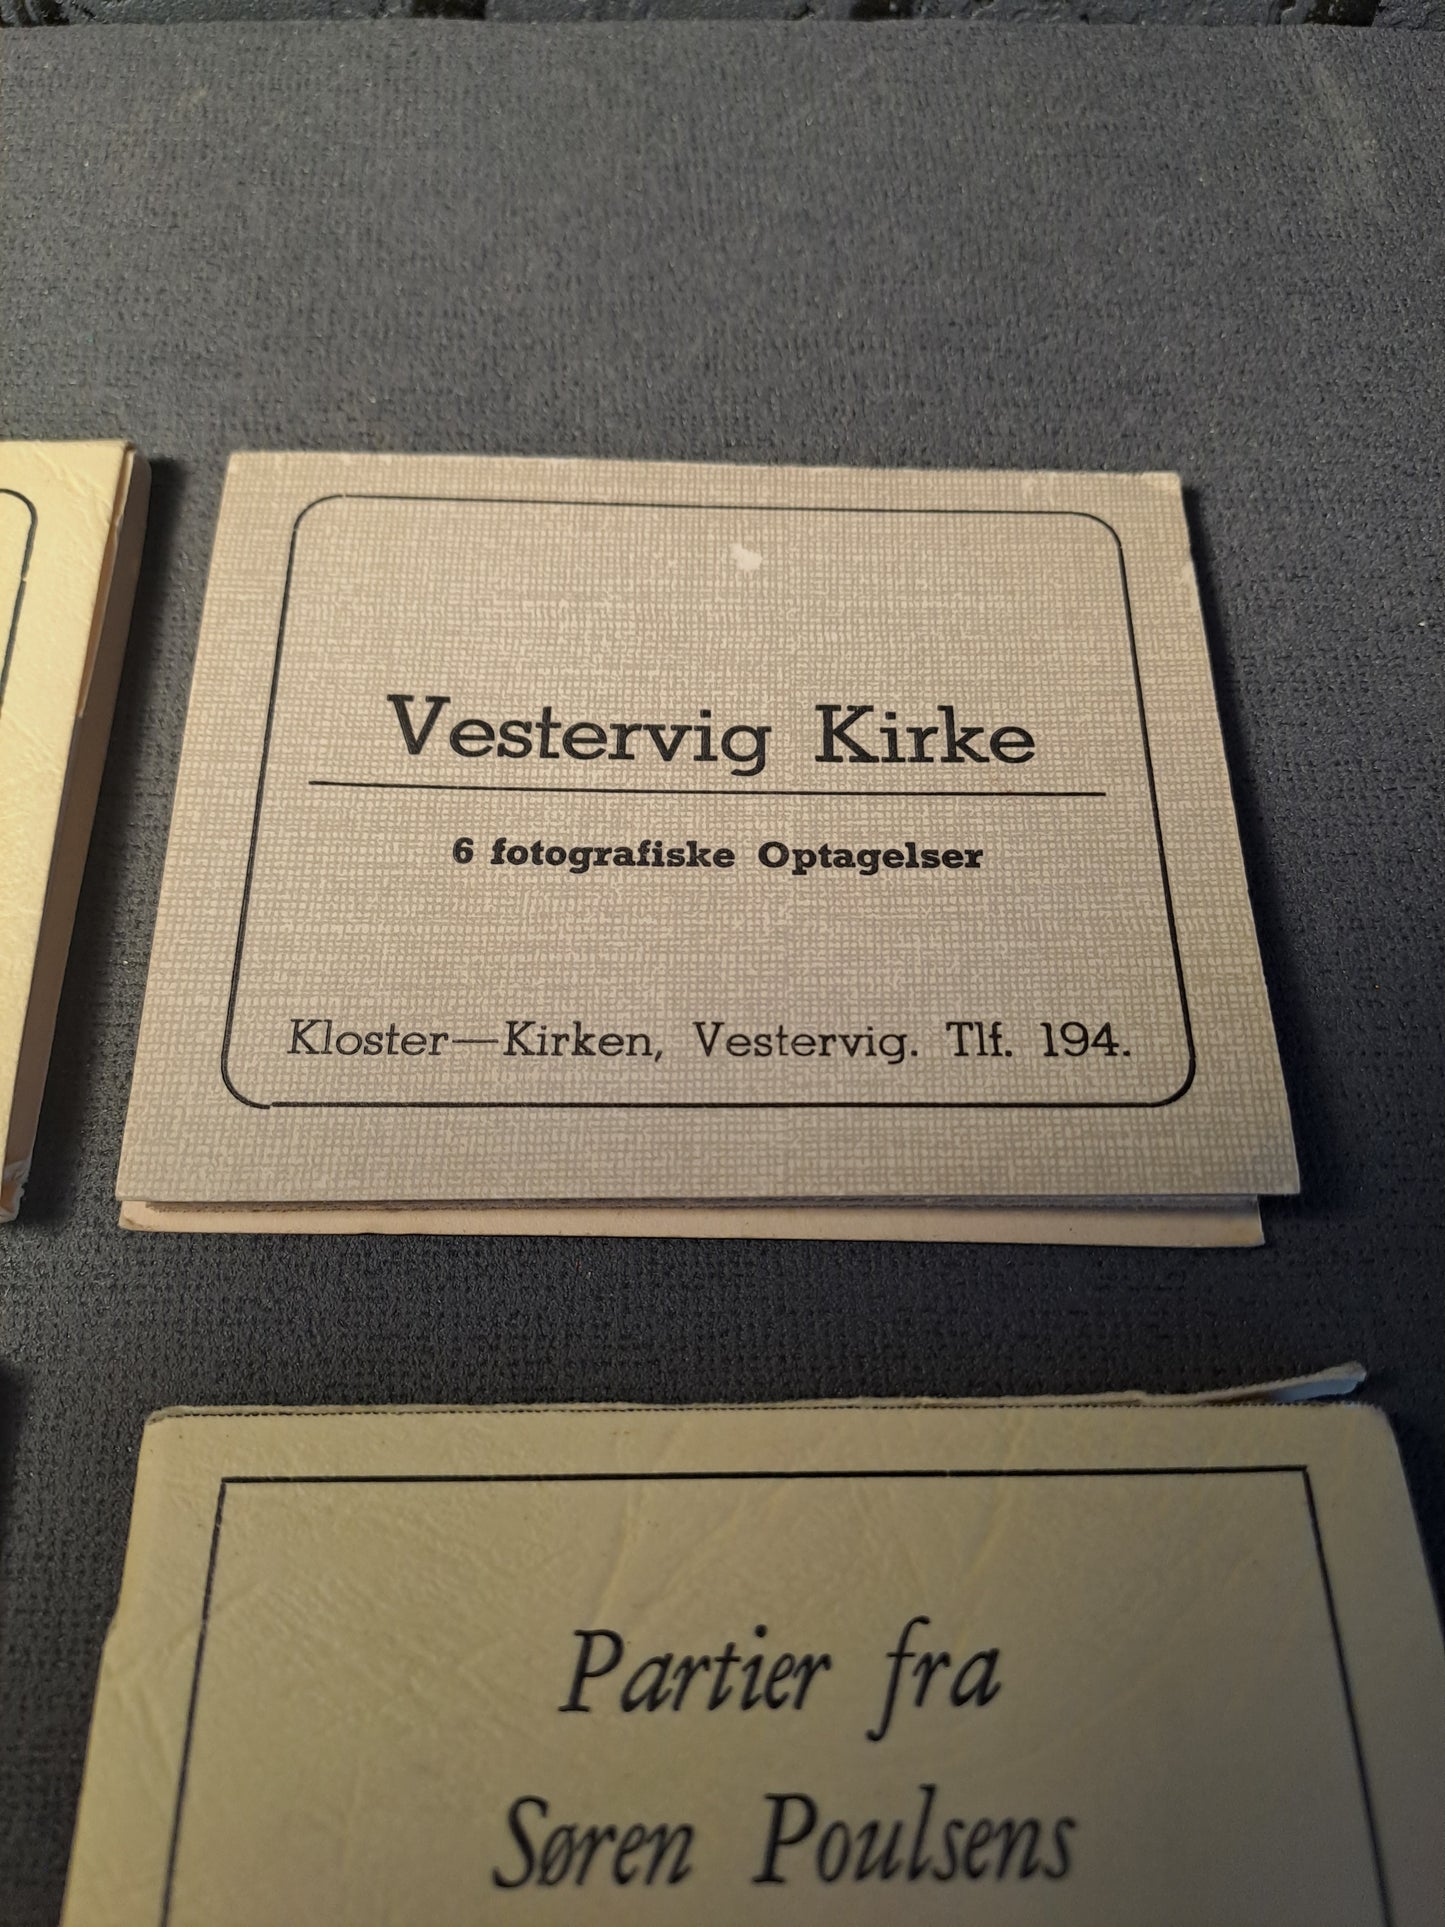 Vestervig Kirke
6 fotografiske Optagelser
Kloster—Kirken, Vestervig. Tlf. 194.
Partier fra
Søren Poulsens